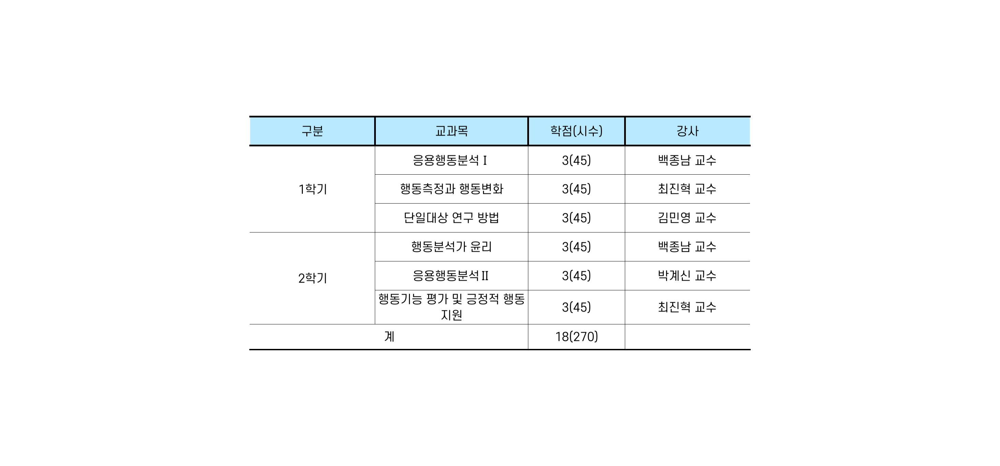 구분 교과목 학점(시수) 강사
1학기 응용행동분석 I 3(45) 백종남 교수
행동측정과 행동변화 3(45) 최진혁 교수
단일대상 연구 방법 3(45) 김민영 교수
2학기 행동분석가 윤리 3(45) 백종남 교수
응용행동분석 II 3(45) 박계신 교수
행동기능 평가 및 긍정적 행동
지원 3(45) 최진혁 교수
계 18(270)